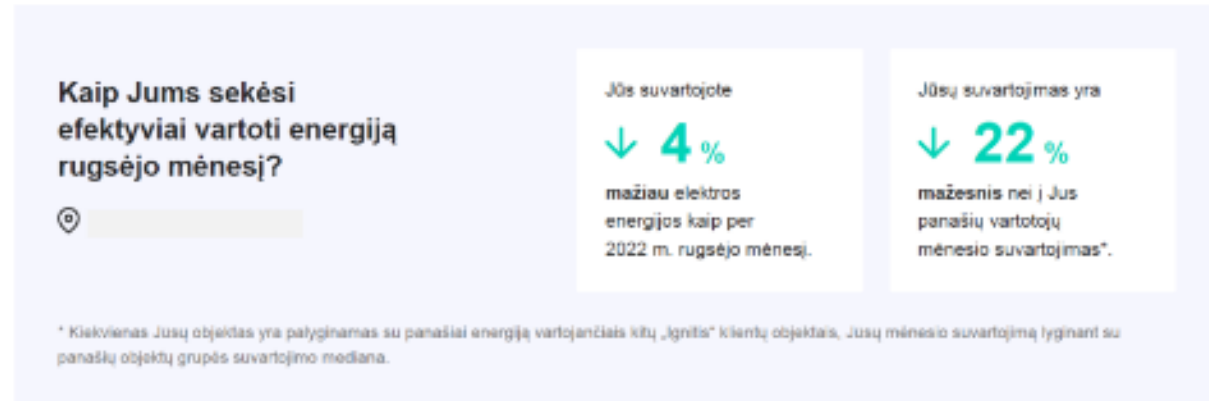 Kaip Jums sekėsi
efektyviai vartoti energiją
rugsėjo mėnesį?
Jūs suvartojote
↓ 4 %
mažiau elektros
energijos kaip per
2022 m. rugsėjo mėnesį.
Jūsų suvartojimas yra
↓ 22 %
mažesnis nei į Jus
panašių vartotojų
mėnesio suvartojimas*.
* Kiekvienas Jūsų objektas yra palyginamas su panašiai energiją vartojančiais kitų „Ignitis“ klientų objektais, Jūsų mėnesio suvartojimą lyginant su
panašių objektų grupės suvartojimo mediana.